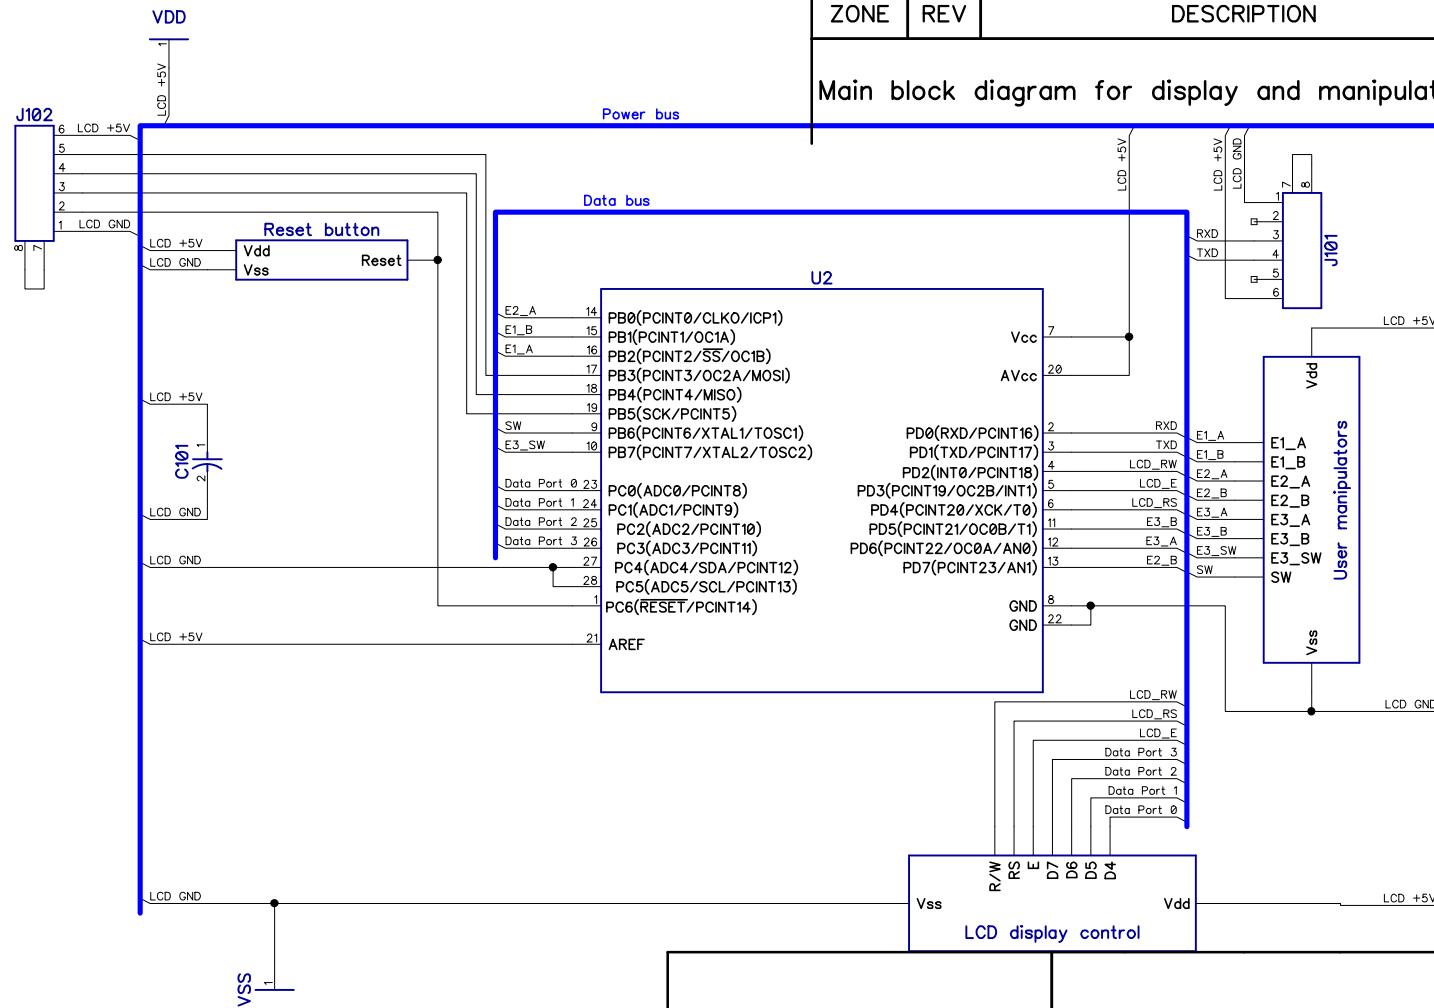 ZONE REV DESCRIPTION
Main block diagram for display and manipulat
VDD
1
LCD +5V
J102
6 LCD +5V
5
4
3
2
1 LCD GND
8 7
Power bus
Data bus
LCD +5V
LCD +5V
LCD GND
7 8
1
2
3
4
5
6
J101
RXD
TXD
Reset button
LCD +5V Vdd
LCD GND Vss
Reset
U2
E2_A 14 PB0(PCINT0/CLKO/ICP1)
E1_B 15 PB1(PCINT1/OC1A)
E1_A 16 PB2(PCINT2/SS/OC1B)
17 PB3(PCINT3/OC2A/MOSI)
18 PB4(PCINT4/MISO)
19 PB5(SCK/PCINT5)
SW 9 PB6(PCINT6/XTAL1/TOSC1)
E3_SW 10 PB7(PCINT7/XTAL2/TOSC2)
Data Port 0 23 PC0(ADC0/PCINT8)
Data Port 1 24 PC1(ADC1/PCINT9)
Data Port 2 25 PC2(ADC2/PCINT10)
Data Port 3 26 PC3(ADC3/PCINT11)
LCD GND 27 PC4(ADC4/SDA/PCINT12)
28 PC5(ADC5/SCL/PCINT13)
1 PC6(RESET/PCINT14)
LCD +5V 21 AREF
Vcc 7
AVcc 20
PD0(RXD/PCINT16) 2 RXD
PD1(TXD/PCINT17) 3 TXD
PD2(INT0/PCINT18) 4 LCD_RW
PD3(PCINT19/OC2B/INT1) 5 LCD_E
PD4(PCINT20/XCK/T0) 6 LCD_RS
PD5(PCINT21/OC0B/T1) 11 E3_B
PD6(PCINT22/OC0A/AN0) 12 E3_A
PD7(PCINT23/AN1) 13 E2_B
GND 8
GND 22
LCD +5V
C101
1
2
LCD GND
LCD +5V
Vdd
E1_A E1_A
E1_B E1_B
E2_A E2_A
E2_B E2_B
E3_A E3_A
E3_B E3_B
E3_SW E3_SW
SW SW
User manipulators
Vss
LCD GND
LCD_RW
LCD_RS
LCD_E
Data Port 3
Data Port 2
Data Port 1
Data Port 0
R/W RS E D7 D6 D5 D4
LCD GND Vss Vdd LCD +5V
LCD display control
VSS
1